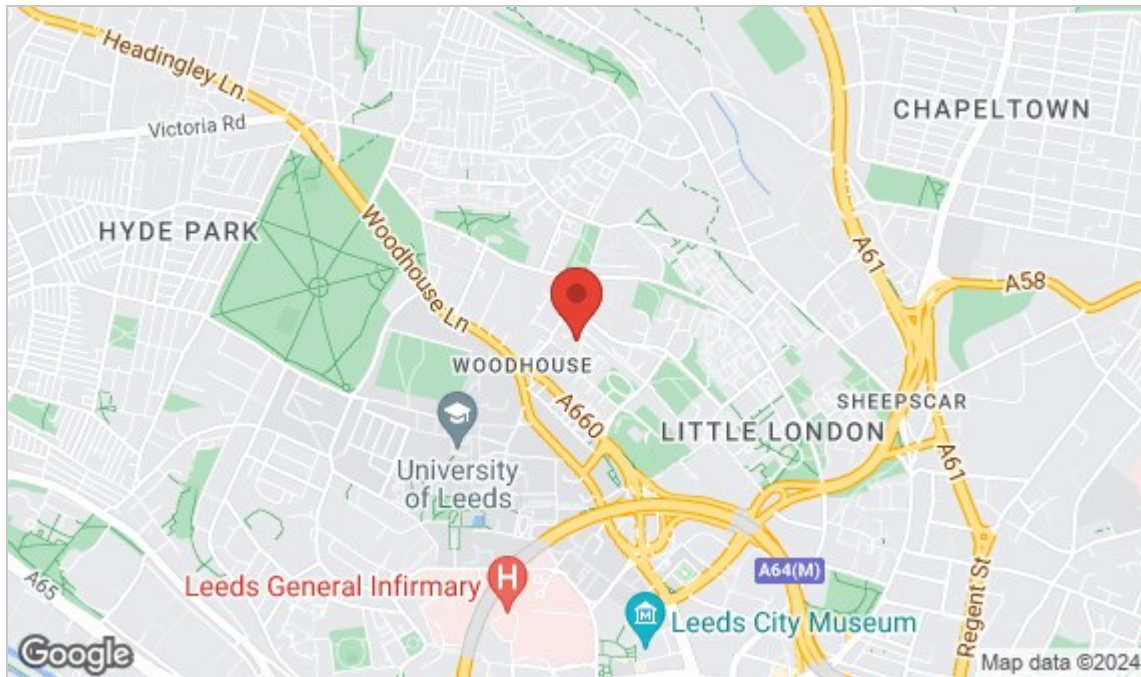 Headingley Ln.
CHAPELTOWN
Victoria Rd
HYDE PARK
Woodhouse Ln
A61
A58
WOODHOUSE
SHEEPSCAR
A660
LITTLE LONDON
A61
University
of Leeds
A64(M)
A65
Leeds General Infirmary
H
Regent St
M
Leeds City Museum
Google
Map data ©2024